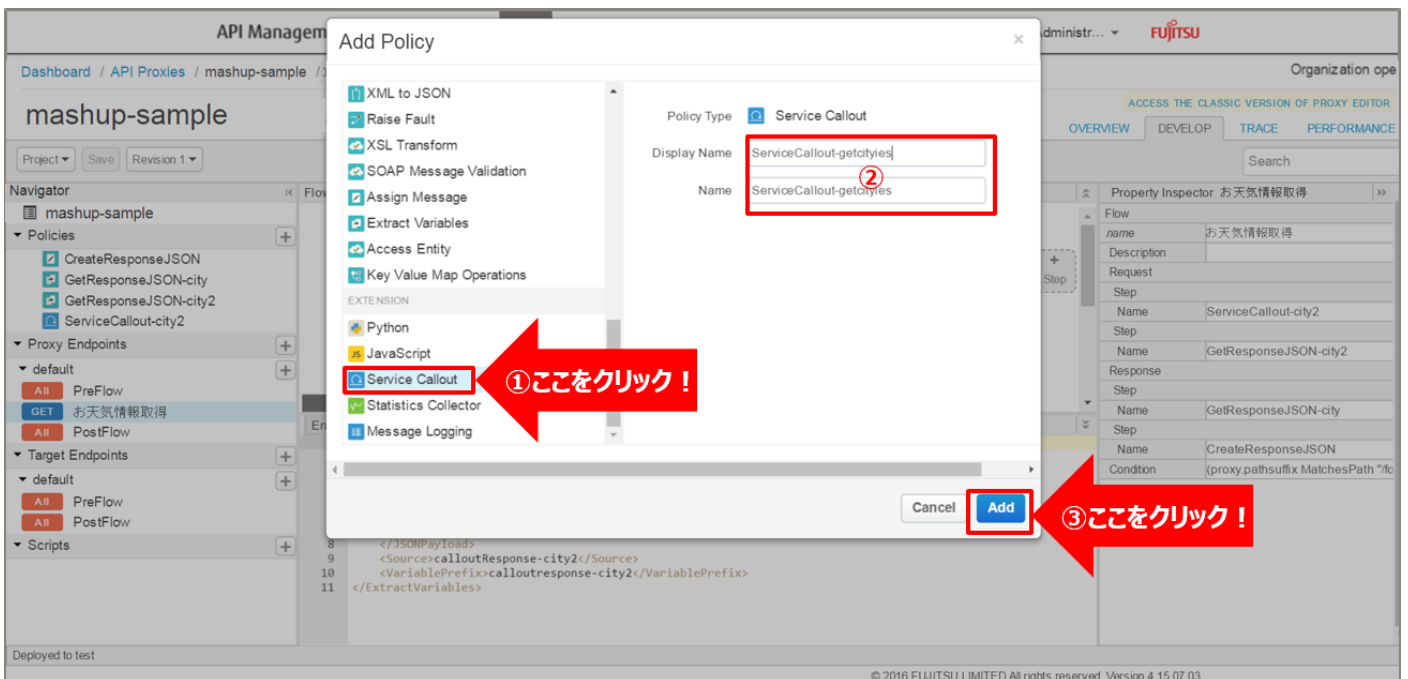 API Managem
Add Policy
×
dministr...
FUJITSU
Dashboard / API Proxies / mashup-sample /
Organization ope
mashup-sample
ACCESS THE CLASSIC VERSION OF PROXY EDITOR
OVERVIEW DEVELOP TRACE PERFORMANCE
Project Save Revision 1
Search
XML to JSON
Raise Fault
XSL Transform
SOAP Message Validation
Assign Message
Extract Variables
Access Entity
Key Value Map Operations
EXTENSION
Python
JavaScript
Service Callout
Statistics Collector
Message Logging
①ここをクリック！
Policy Type Service Callout
Display Name ServiceCallout-getcityies
②
Name ServiceCallout-getcityies
Cancel Add
③ここをクリック！
Navigator
Flow
mashup-sample
Policies
CreateResponseJSON
GetResponseJSON-city
GetResponseJSON-city2
ServiceCallout-city2
Proxy Endpoints
default
All PreFlow
GET お天気情報取得
All PostFlow
Target Endpoints
default
All PreFlow
All PostFlow
Scripts
+
Step
En
Property Inspector お天気情報取得
Flow
name お天気情報取得
Description
Request
Step
Name ServiceCallout-city2
Step
Name GetResponseJSON-city2
Response
Step
Name GetResponseJSON-city
Step
Name CreateResponseJSON
Condition (proxy.pathsuffix MatchesPath "/fo
8 </JSONPayload>
9 <Source>calloutResponse-city2</Source>
10 <VariablePrefix>calloutresponse-city2</VariablePrefix>
11 </ExtractVariables>
Deployed to test
© 2016 FUJITSU LIMITED All rights reserved. Version 4.15.07.03